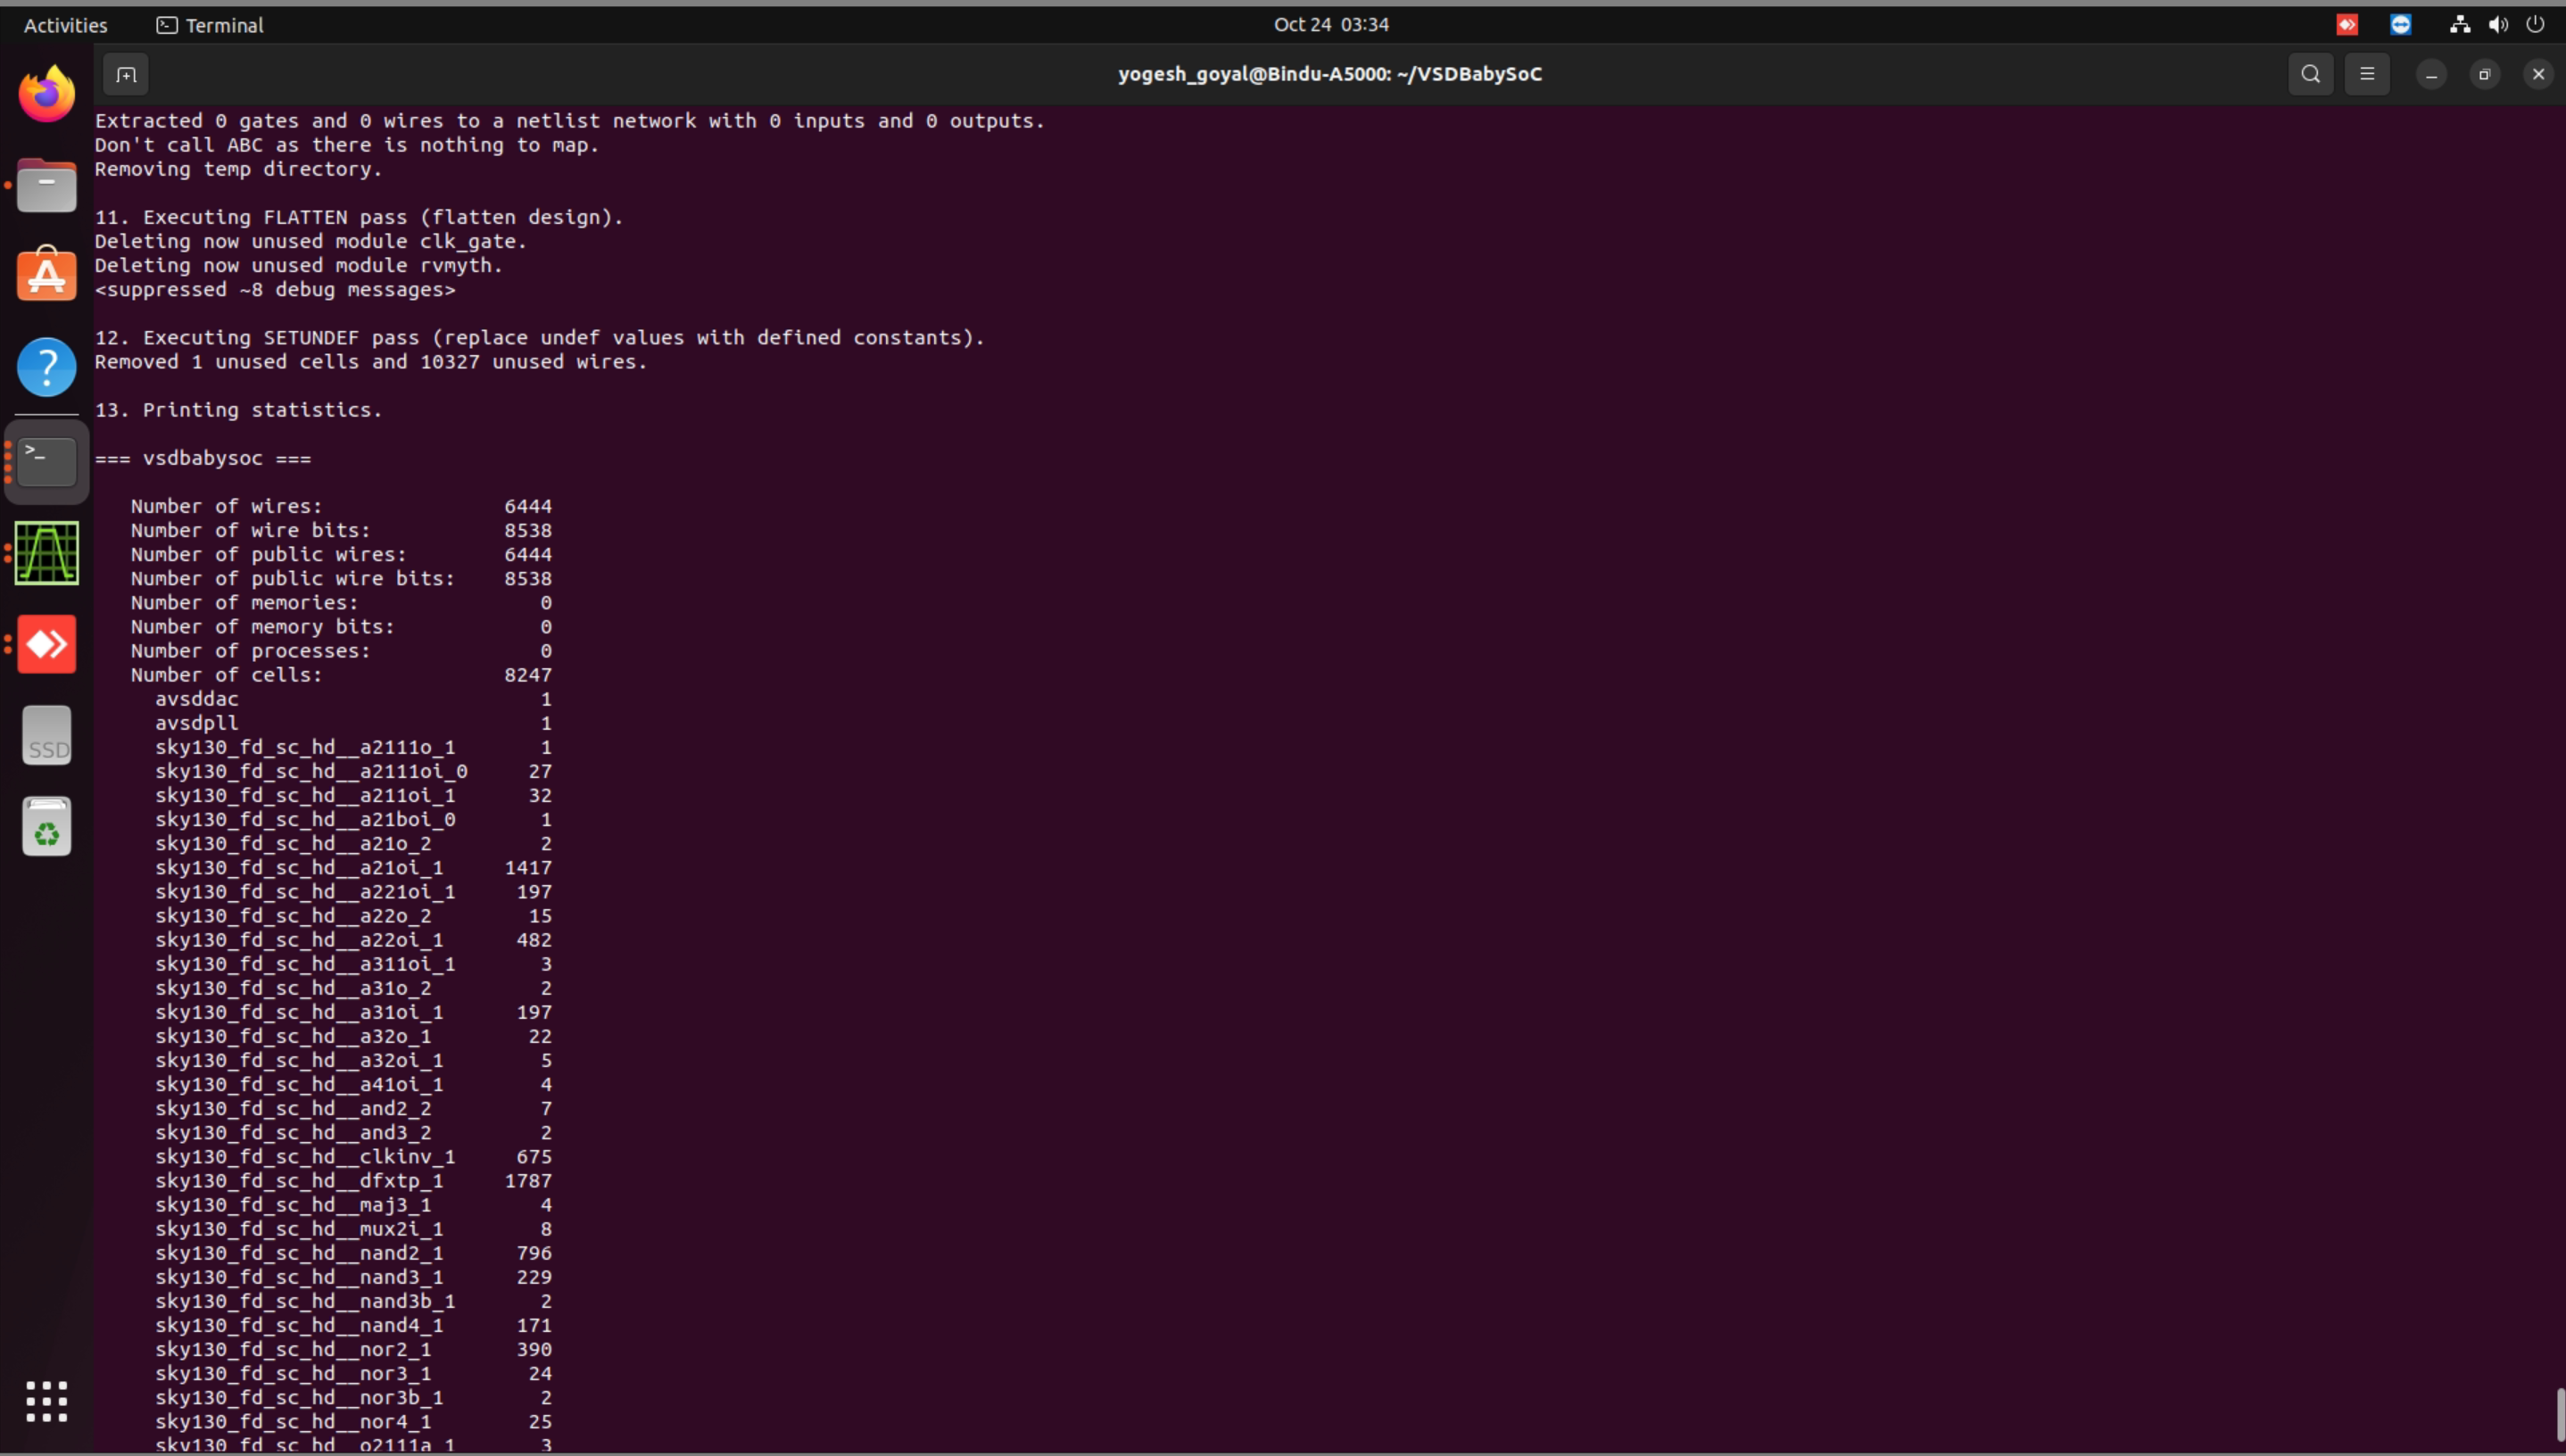 Activities Terminal Oct 24 03:34
yogesh_goyal@Bindu-A5000: ~/VSDBabySoC
Extracted 0 gates and 0 wires to a netlist network with 0 inputs and 0 outputs.
Don't call ABC as there is nothing to map.
Removing temp directory.
11. Executing FLATTEN pass (flatten design).
Deleting now unused module clk_gate.
Deleting now unused module rvmyth.
<suppressed ~8 debug messages>
12. Executing SETUNDEF pass (replace undef values with defined constants).
Removed 1 unused cells and 10327 unused wires.
13. Printing statistics.
=== vsdbabysoc ===
Number of wires: 6444
Number of wire bits: 8538
Number of public wires: 6444
Number of public wire bits: 8538
Number of memories: 0
Number of memory bits: 0
Number of processes: 0
Number of cells: 8247
avsddac 1
avsdpll 1
sky130_fd_sc_hd__a2111o_1 1
sky130_fd_sc_hd__a2111oi_0 27
sky130_fd_sc_hd__a211oi_1 32
sky130_fd_sc_hd__a21boi_0 1
sky130_fd_sc_hd__a21o_2 2
sky130_fd_sc_hd__a21oi_1 1417
sky130_fd_sc_hd__a221oi_1 197
sky130_fd_sc_hd__a22o_2 15
sky130_fd_sc_hd__a22oi_1 482
sky130_fd_sc_hd__a311oi_1 3
sky130_fd_sc_hd__a31o_2 2
sky130_fd_sc_hd__a31oi_1 197
sky130_fd_sc_hd__a32o_1 22
sky130_fd_sc_hd__a32oi_1 5
sky130_fd_sc_hd__a41oi_1 4
sky130_fd_sc_hd__and2_2 7
sky130_fd_sc_hd__and3_2 2
sky130_fd_sc_hd__clkinv_1 675
sky130_fd_sc_hd__dfxtp_1 1787
sky130_fd_sc_hd__maj3_1 4
sky130_fd_sc_hd__mux2i_1 8
sky130_fd_sc_hd__nand2_1 796
sky130_fd_sc_hd__nand3_1 229
sky130_fd_sc_hd__nand3b_1 2
sky130_fd_sc_hd__nand4_1 171
sky130_fd_sc_hd__nor2_1 390
sky130_fd_sc_hd__nor3_1 24
sky130_fd_sc_hd__nor3b_1 2
sky130_fd_sc_hd__nor4_1 25
sky130_fd_sc_hd__o2111a_1 3
SSD